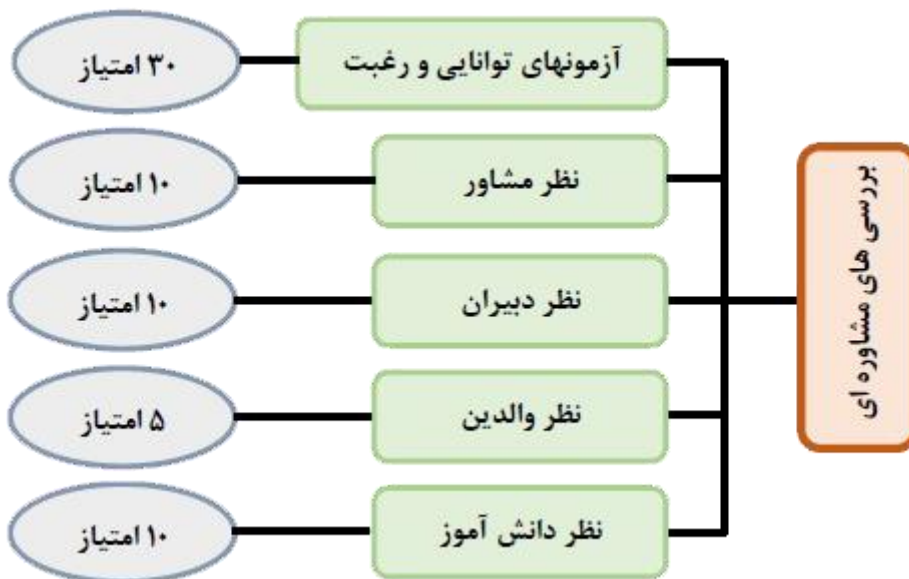 بررسی های مشاوره ای
آزمونهای توانایی و رغبت
۳۰ امتیاز
نظر مشاور
۱۰ امتیاز
نظر دبیران
۱۰ امتیاز
نظر والدین
۵ امتیاز
نظر دانش آموز
۱۰ امتیاز